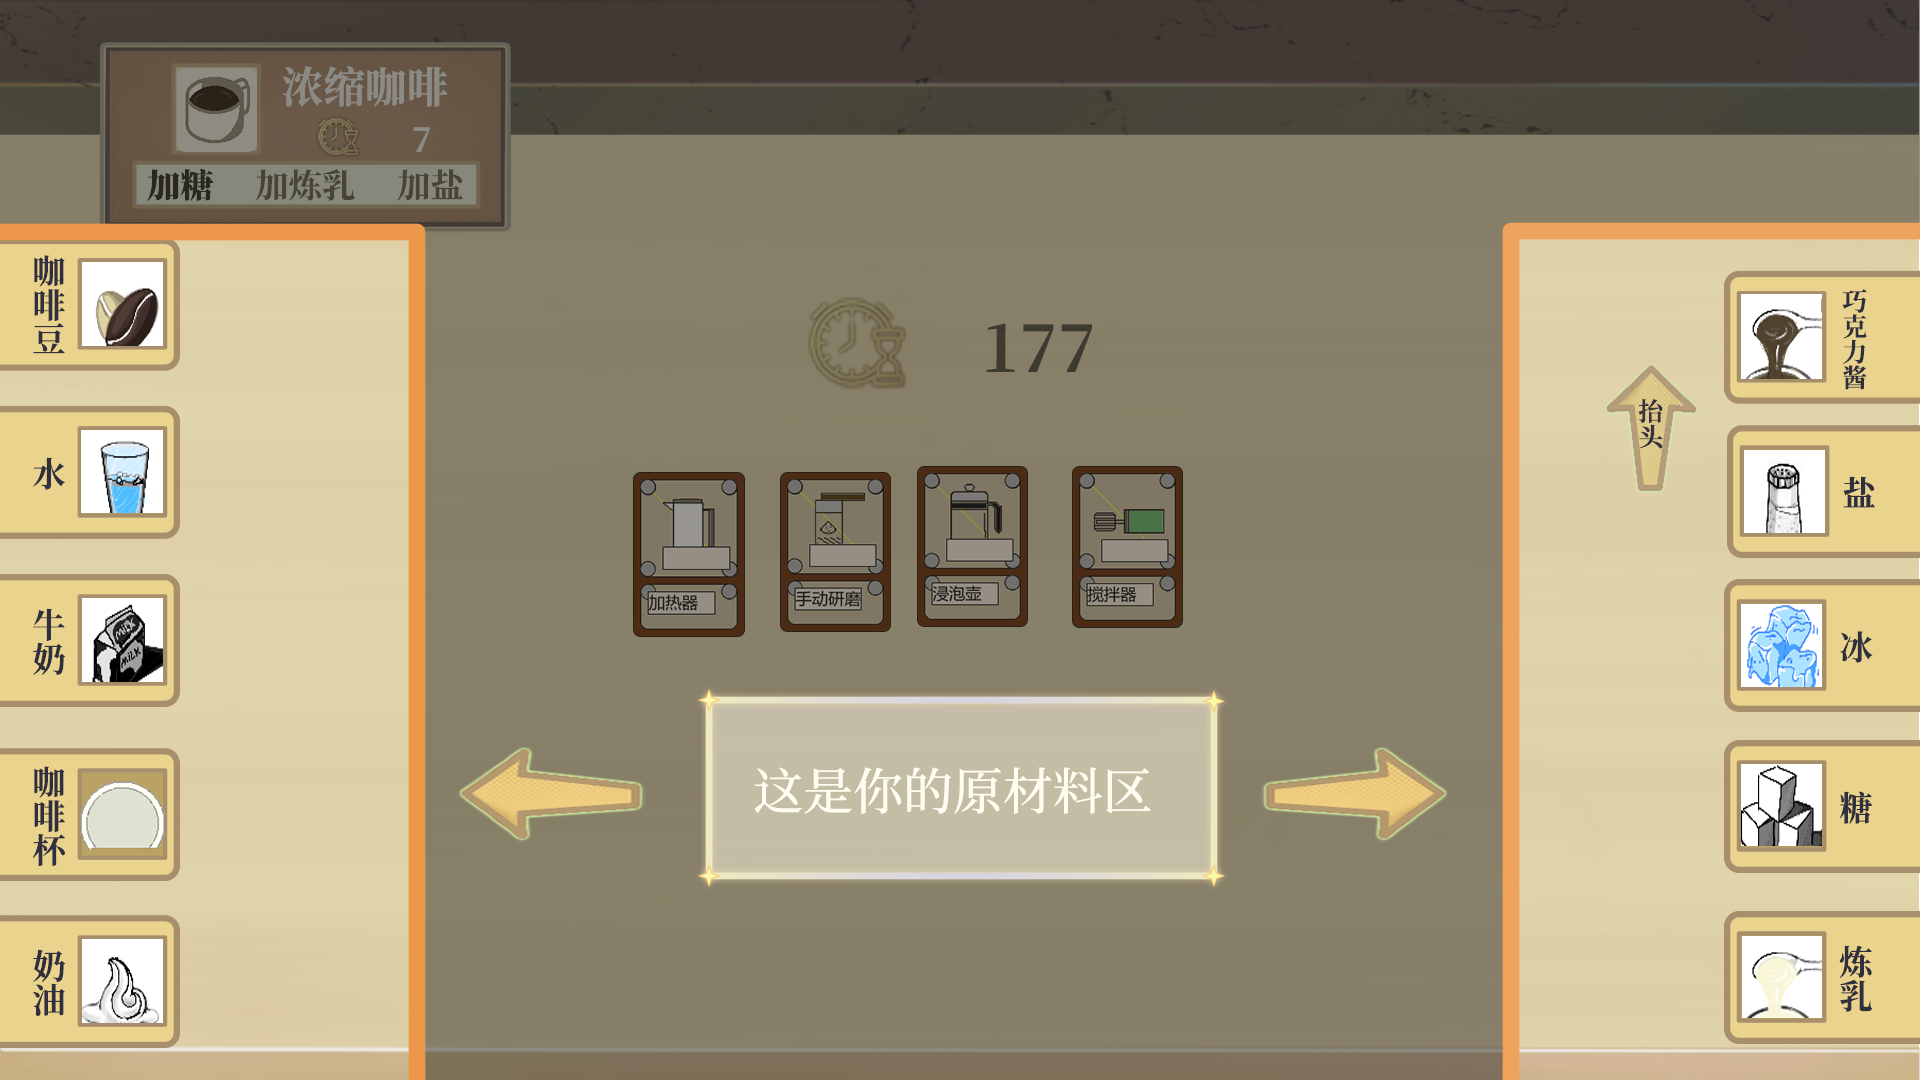 浓缩咖啡
7
加糖 加炼乳 加盐
咖啡豆
水
牛奶
咖啡杯
奶油
177
加热器
手动研磨
浸泡壶
搅拌器
这是你的原材料区
抬头
巧克力酱
盐
冰
糖
炼乳
MILK
MILK